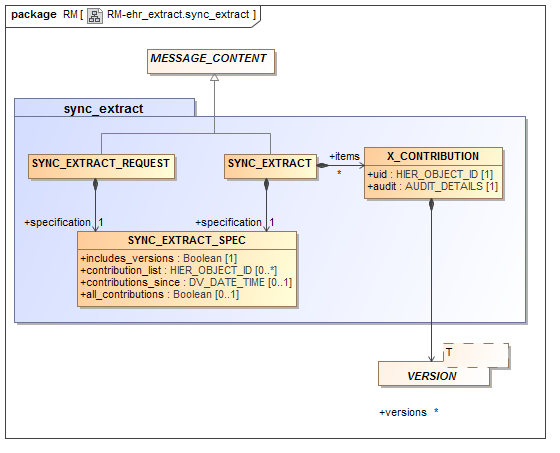 package RM [ RM-ehr_extract.sync_extract ]
MESSAGE_CONTENT
sync_extract
SYNC_EXTRACT_REQUEST
SYNC_EXTRACT
+items
*
X_CONTRIBUTION
+uid : HIER_OBJECT_ID [1]
+audit : AUDIT_DETAILS [1]
+specification 1
+specification 1
SYNC_EXTRACT_SPEC
+includes_versions : Boolean [1]
+contribution_list : HIER_OBJECT_ID [0..*]
+contributions_since : DV_DATE_TIME [0..1]
+all_contributions : Boolean [0..1]
T
VERSION
+versions *